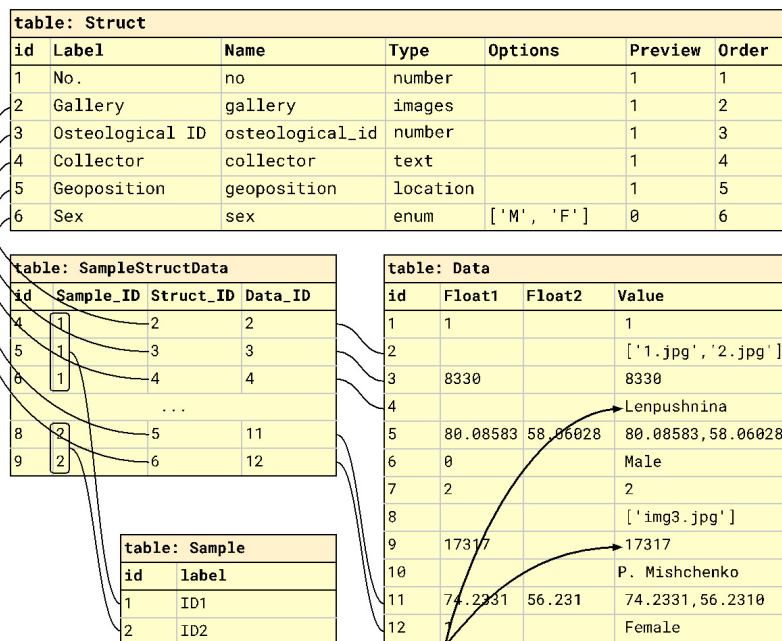 table: Struct
id Label Name Type Options Preview Order
1 No. no number 1 1
2 Gallery gallery images 1 2
3 Osteological ID osteological_id number 1 3
4 Collector collector text 1 4
5 Geoposition geoposition location 1 5
6 Sex sex enum ['M', 'F'] 0 6
table: SampleStructData
id Sample_ID Struct_ID Data_ID
4 1 2 2
5 1 3 3
6 1 4 4
...
8 2 5 11
9 2 6 12
table: Sample
id label
1 ID1
2 ID2
table: Data
id Float1 Float2 Value
1 1 1
2 ['1.jpg','2.jpg']
3 8330 8330
4 Lenpushnina
5 80.08583 58.06028 80.08583,58.06028
6 0 Male
7 2 2
8 ['img3.jpg']
9 17317 17317
10 P. Mishchenko
11 74.2331 56.231 74.2331,56.2310
12 1 Female